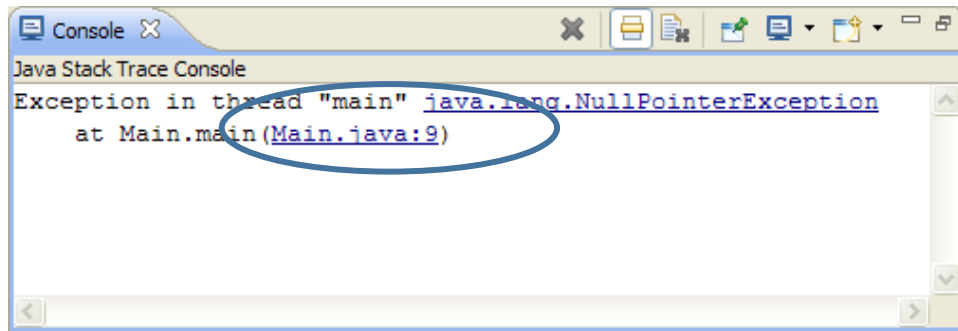 Console
Java Stack Trace Console
Exception in thread "main" java.lang.NullPointerException
at Main.main(Main.java:9)